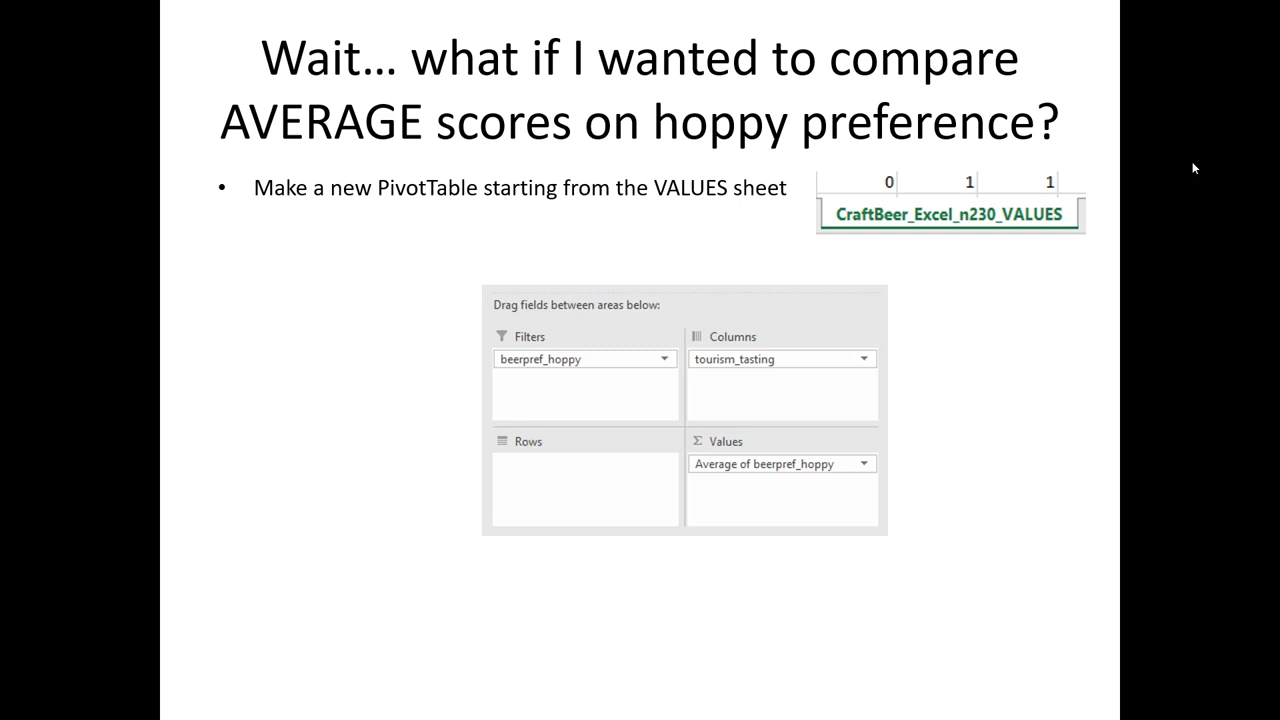 Wait... what if I wanted to compare
AVERAGE scores on hoppy preference?
• Make a new PivotTable starting from the VALUES sheet
0 1 1
CraftBeer_Excel_n230_VALUES
Drag fields between areas below:
Filters
beerpref_hoppy
Columns
tourism_tasting
Rows
Σ Values
Average of beerpref_hoppy